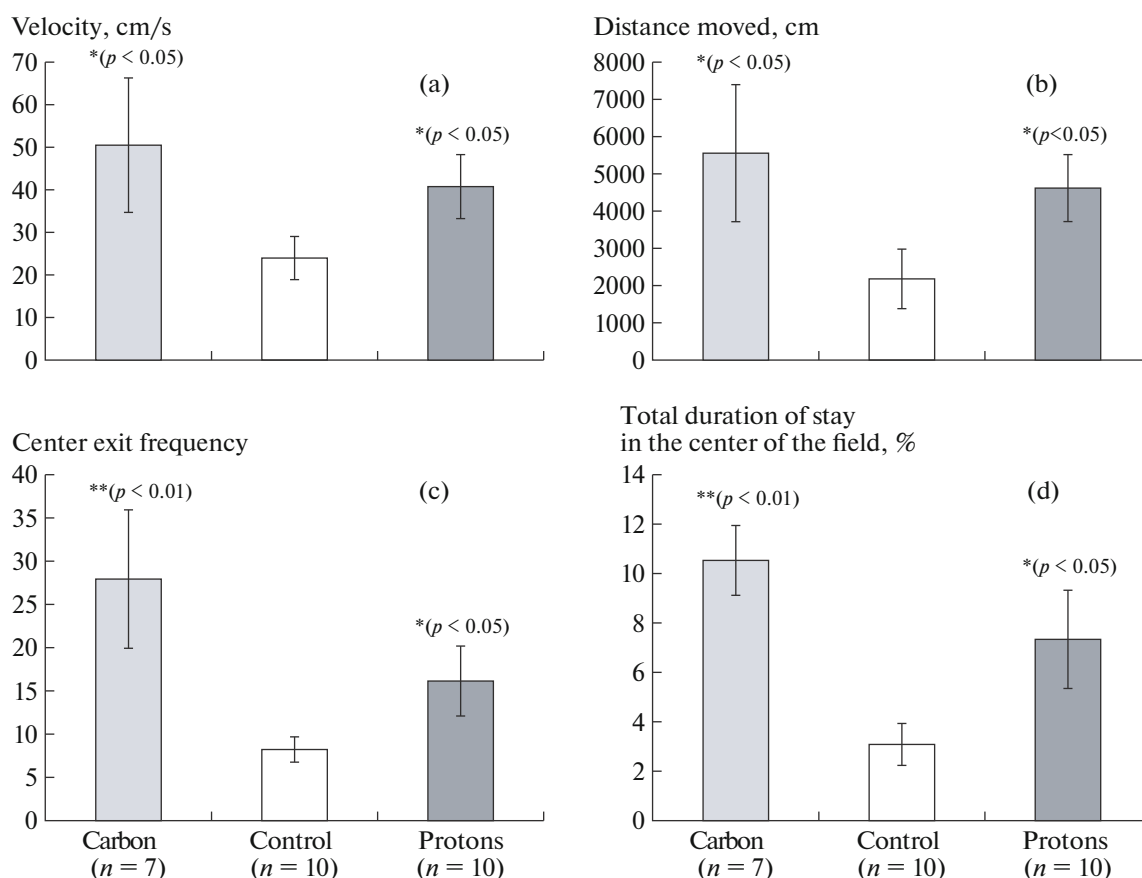 Velocity, cm/s
70
60
50
40
30
20
10
0
*(p < 0.05)
(a)
*(p < 0.05)
Distance moved, cm
8000
7000
6000
5000
4000
3000
2000
1000
0
*(p < 0.05)
(b)
*(p<0.05)
Center exit frequency
40
35
30
25
20
15
10
5
0
**(p < 0.01)
(c)
*(p < 0.05)
Carbon
(n = 7)
Control
(n = 10)
Protons
(n = 10)
Total duration of stay
in the center of the field, %
14
12
10
8
6
4
2
0
**(p < 0.01)
(d)
*(p < 0.05)
Carbon
(n = 7)
Control
(n = 10)
Protons
(n = 10)